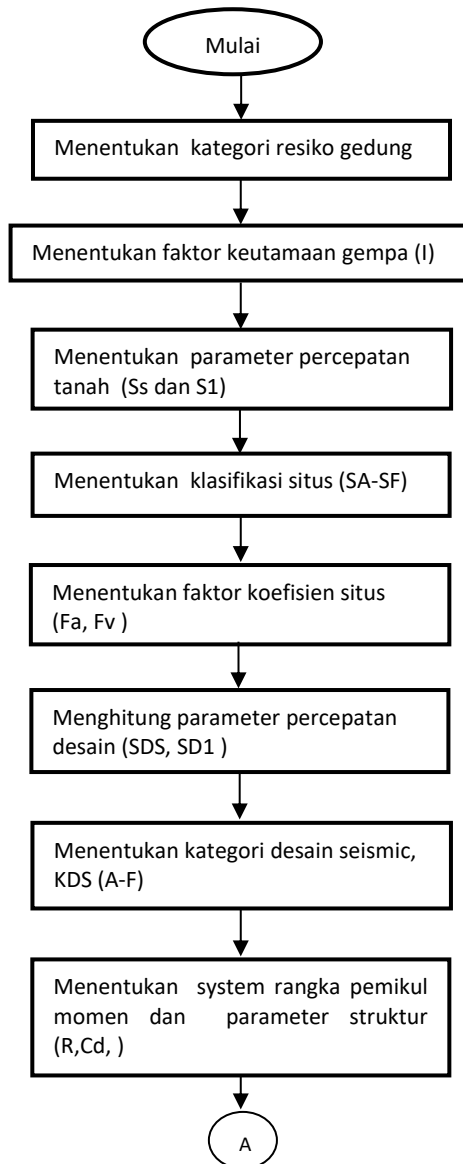 Mulai
Menentukan kategori resiko gedung
Menentukan faktor keutamaan gempa (I)
Menentukan parameter percepatan
tanah (Ss dan S1)
Menentukan klasifikasi situs (SA-SF)
Menentukan faktor koefisien situs
(Fa, Fv )
Menghitung parameter percepatan
desain (SDS, SD1 )
Menentukan kategori desain seismic,
KDS (A-F)
Menentukan system rangka pemikul
momen dan parameter struktur
(R,Cd, )
A